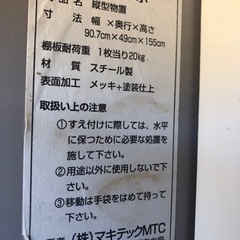 縦型物置
寸 法 幅 ×奥行×高さ
90.7cm×49cm×155cm
棚板耐荷重 1枚当り20kg
材 質 スチール製
表面加工 メッキ+塗装仕上
取扱い上の注意
①すえ付けに際しては、水平
に保つために必要な処置を
施して下さい。
②用途以外に使用しないで下
さい。
③移動は手袋をはめて持って
下さい。
(株)マキテックMTC